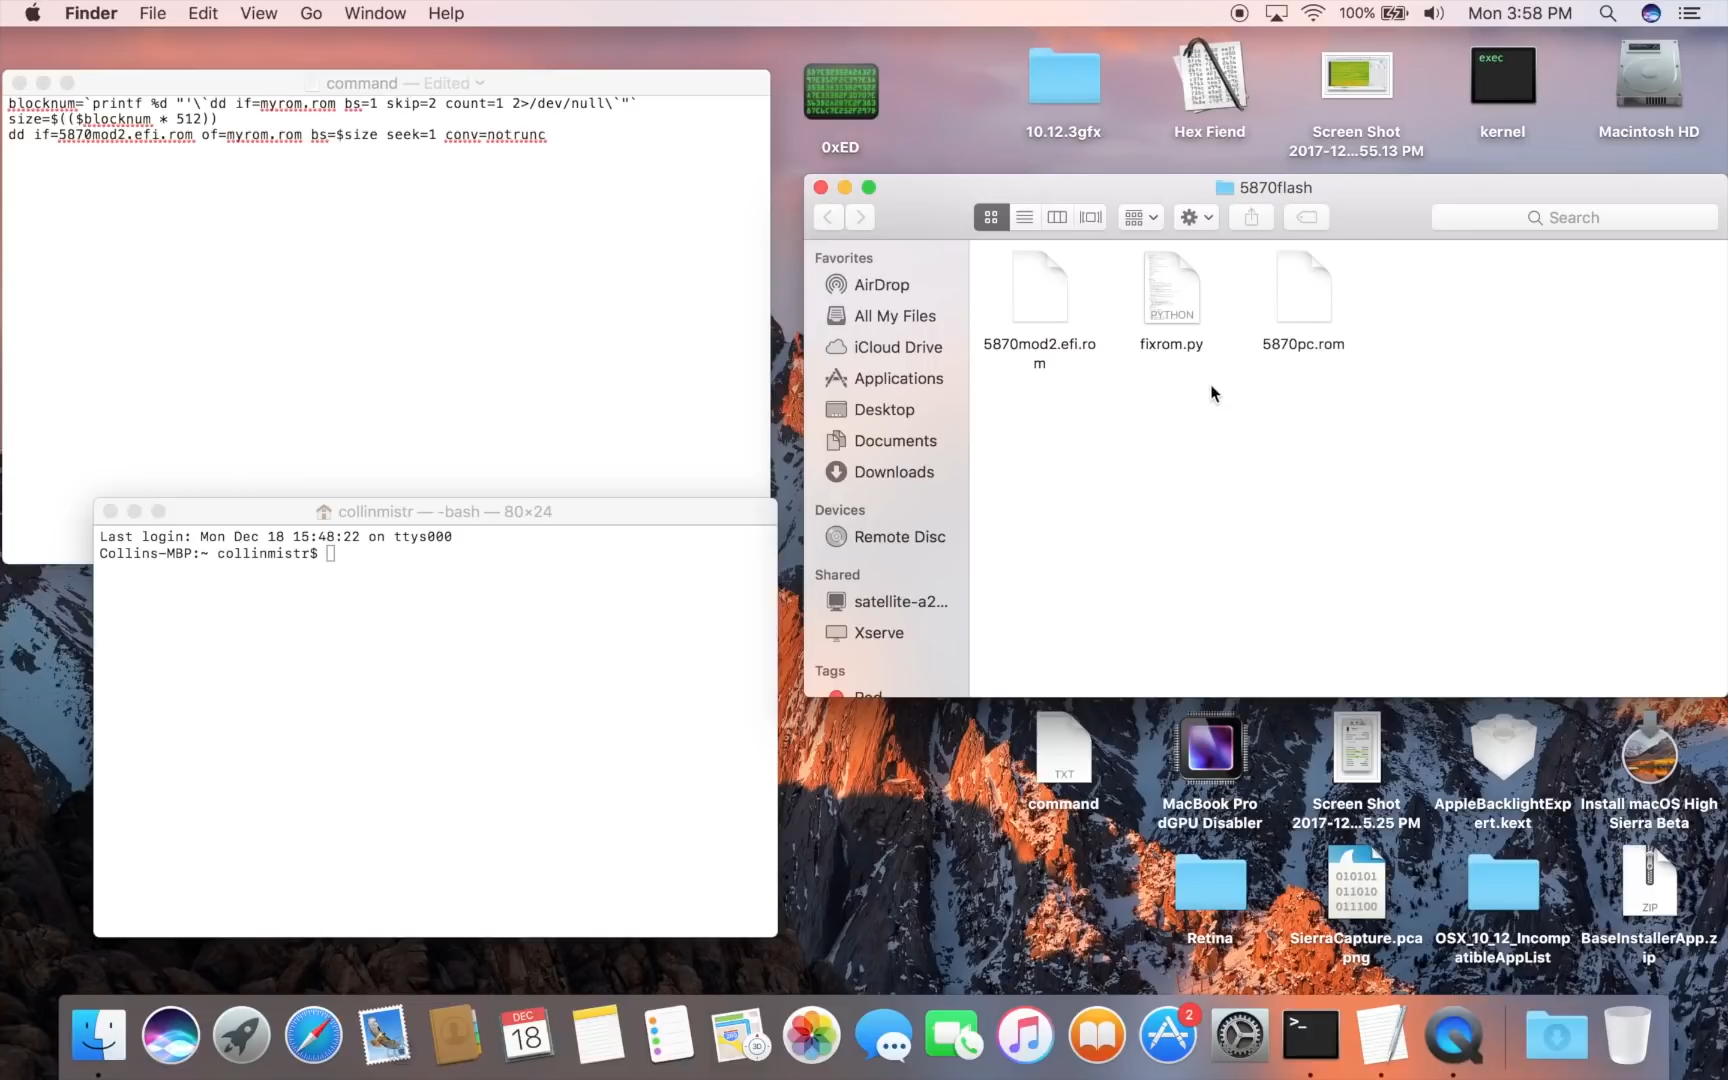 Finder File Edit View Go Window Help
100% Mon 3:58 PM
command — Edited
blocknum=`printf %d "'\`dd if=myrom.rom bs=1 skip=2 count=1 2>/dev/null\`"`
size=$(($blocknum * 512))
dd if=5870mod2.efi.rom of=myrom.rom bs=$size seek=1 conv=notrunc
collinmistr — -bash — 80×24
Last login: Mon Dec 18 15:48:22 on ttys000
Collins-MBP:~ collinmistr$
0xED
10.12.3gfx
Hex Fiend
Screen Shot
2017-12...55.13 PM
exec
kernel
Macintosh HD
5870flash
Search
Favorites
AirDrop
All My Files
iCloud Drive
Applications
Desktop
Documents
Downloads
Devices
Remote Disc
Shared
satellite-a2...
Xserve
Tags
Red
5870mod2.efi.ro
m
PYTHON
fixrom.py
5870pc.rom
TXT
command
MacBook Pro
dGPU Disabler
Screen Shot
2017-12...5.25 PM
AppleBacklightExp
ert.kext
Install macOS High
Sierra Beta
Retina
010101
011010
011100
SierraCapture.pca
png
OSX_10_12_Incomp
atibleAppList
ZIP
BaseInstallerApp.z
ip
DEC
18
3D
2